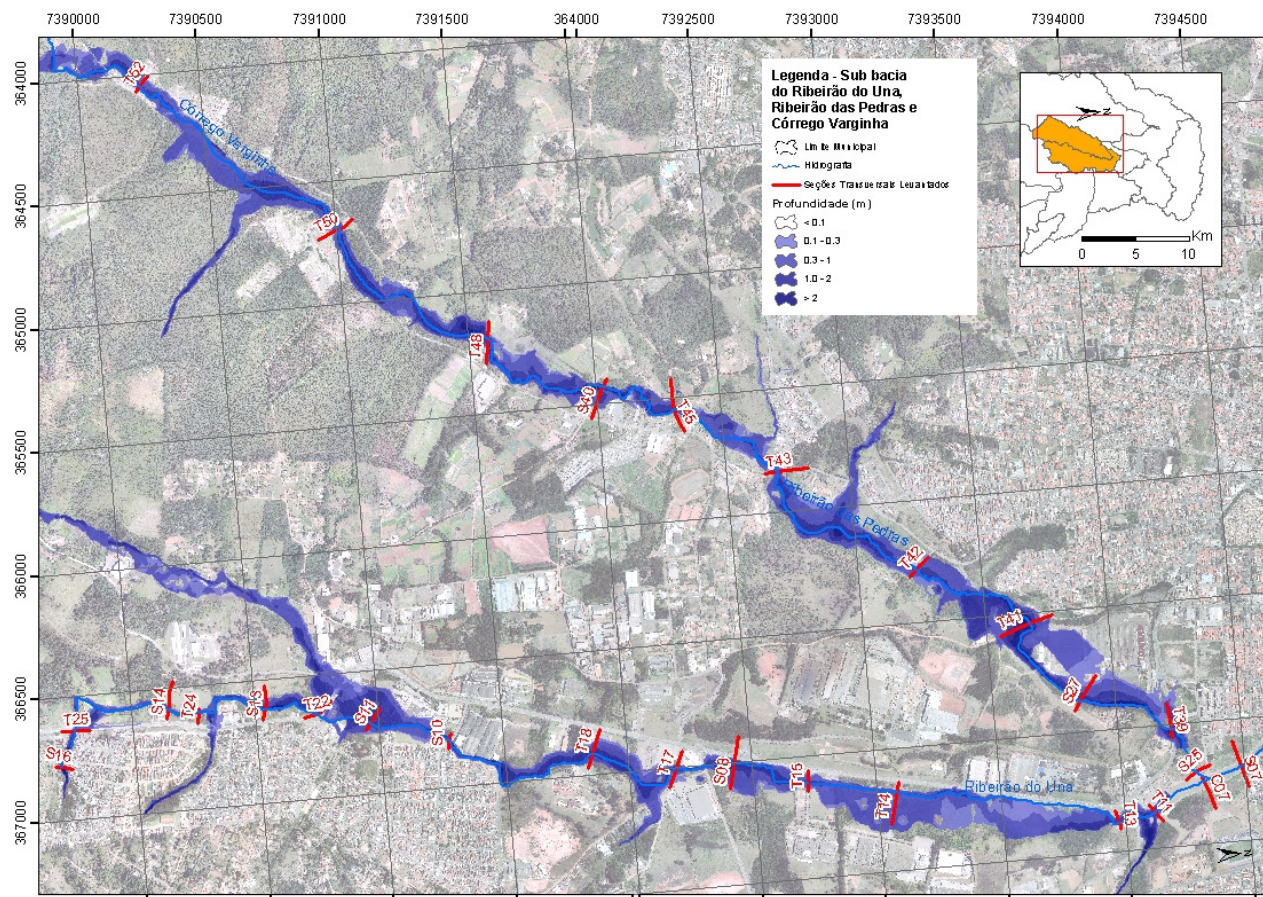 7390000 7390500 7391000 7391500 364000 7392500 7393000 7393500 7394000 7394500
364000
364500
365000
365500
366000
366500
367000
Legenda - Sub bacia
do Ribeirão do Una,
Ribeirão das Pedras e
Córrego Varginha
Limite Municipal
Hidrografia
Seções Transversais Levantados
Profundidade (m)
< 0.1
0.1 - 0.3
0.3 - 1
1.0 - 2
> 2
Z
Km
0 5 10
T52
Córrego Varginha
T50
T48
S40
T45
T43
Ribeirão das Pedras
T42
T41
S27
T39
S25
C07
S07
T25
S16
S14
T24
S13
T22
S11
S10
T18
T17
S08
T15
T14
Ribeirão do Una
T13
T11
Z